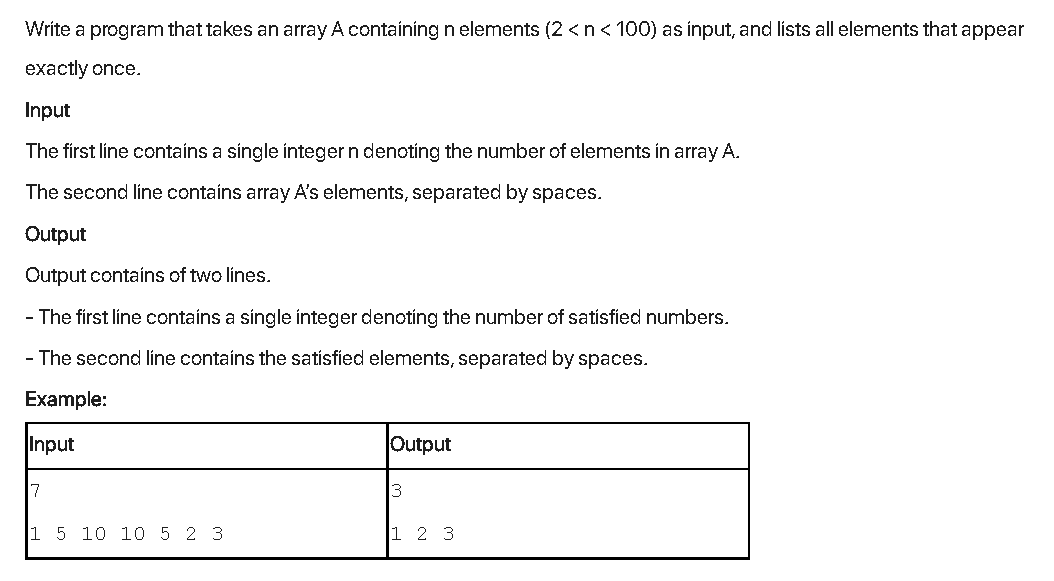 Write a program that takes an array A containing n elements (2 < n < 100) as input, and lists all elements that appear
exactly once.
Input
The first line contains a single integer n denoting the number of elements in array A.
The second line contains array A's elements, separated by spaces.
Output
Output contains of two lines.
- The first line contains a single integer denoting the number of satisfied numbers.
- The second line contains the satisfied elements, separated by spaces.
Example:
Input Output
7 3
1 5 10 10 5 2 3 1 2 3